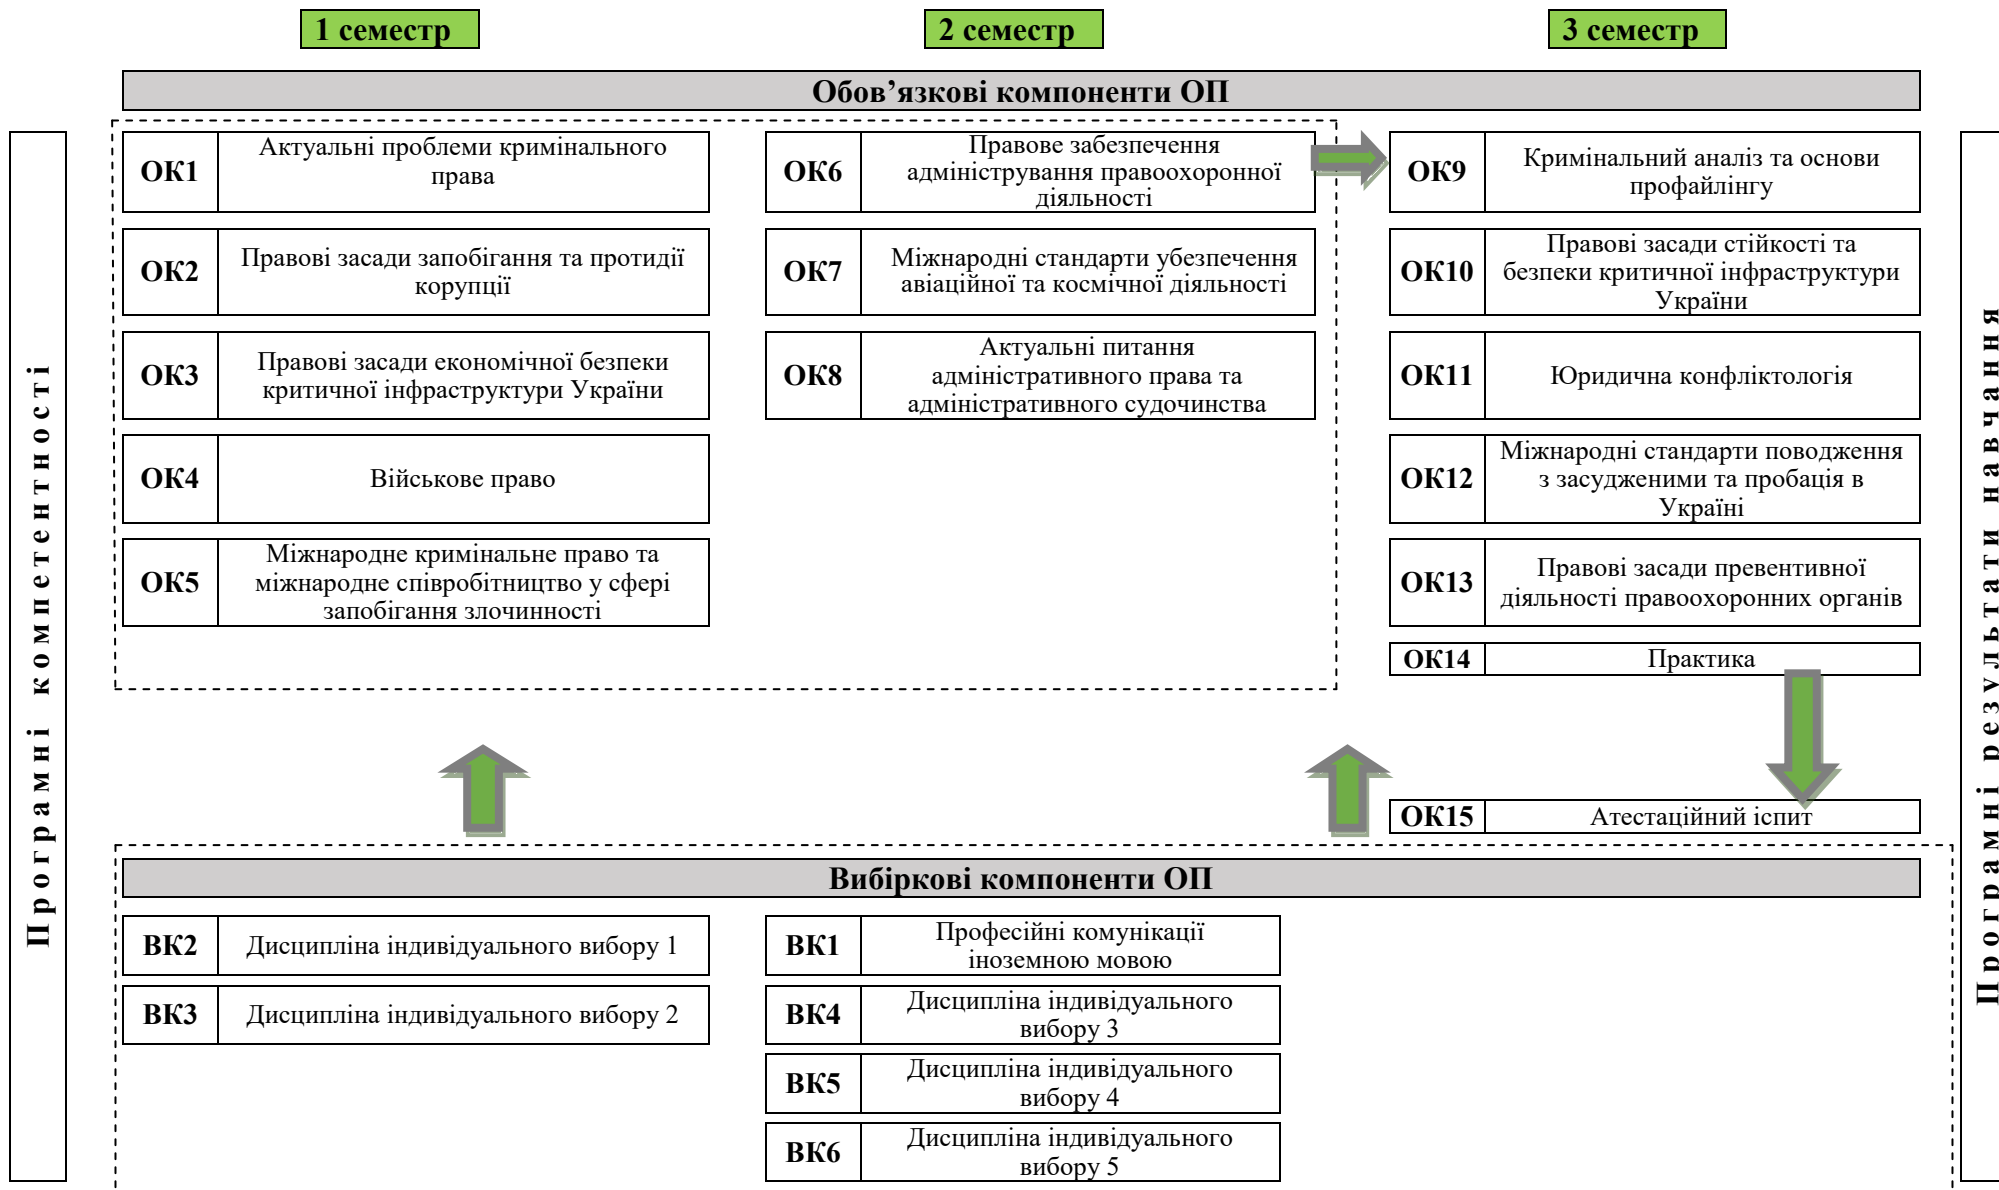 1 семестр
2 семестр
3 семестр
Обов’язкові компоненти ОП
Програмні компетентності
ОК1
Актуальні проблеми кримінального
права
ОК2
Правові засади запобігання та протидії
корупції
ОК3
Правові засади економічної безпеки
критичної інфраструктури України
ОК4
Військове право
ОК5
Міжнародне кримінальне право та
міжнародне співробітництво у сфері
запобігання злочинності
ОК6
Правове забезпечення
адміністрування правоохоронної
діяльності
ОК7
Міжнародні стандарти убезпечення
авіаційної та космічної діяльності
ОК8
Актуальні питання
адміністративного права та
адміністративного судочинства
ОК9
Кримінальний аналіз та основи
профайлінгу
ОК10
Правові засади стійкості та
безпеки критичної інфраструктури
України
ОК11
Юридична конфліктологія
ОК12
Міжнародні стандарти поводження
з засудженими та пробація в
Україні
ОК13
Правові засади превентивної
діяльності правоохоронних органів
ОК14
Практика
ОК15
Атестаційний іспит
Програмні результати навчання
Вибіркові компоненти ОП
ВК2
Дисципліна індивідуального вибору 1
ВК3
Дисципліна індивідуального вибору 2
ВК1
Професійні комунікації
іноземною мовою
ВК4
Дисципліна індивідуального
вибору 3
ВК5
Дисципліна індивідуального
вибору 4
ВК6
Дисципліна індивідуального
вибору 5